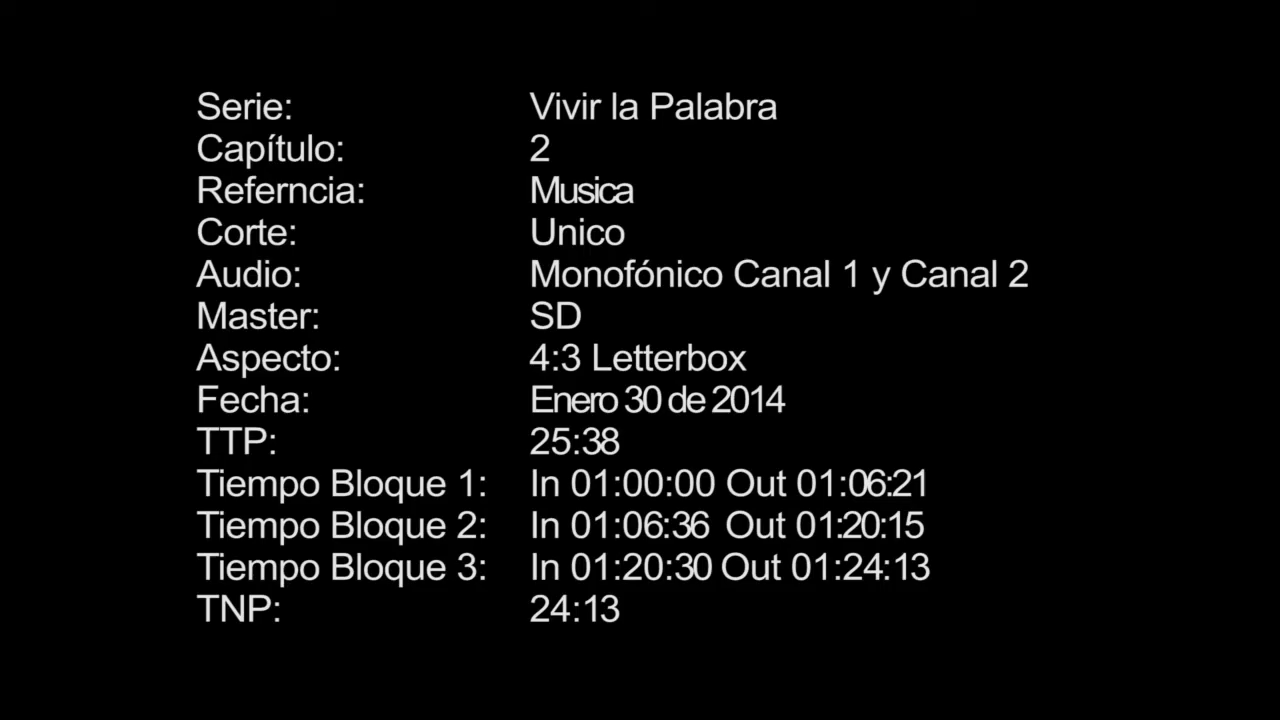 Serie: Vivir la Palabra
Capítulo: 2
Referncia: Musica
Corte: Unico
Audio: Monofónico Canal 1 y Canal 2
Master: SD
Aspecto: 4:3 Letterbox
Fecha: Enero 30 de 2014
TTP: 25:38
Tiempo Bloque 1: In 01:00:00 Out 01:06:21
Tiempo Bloque 2: In 01:06:36 Out 01:20:15
Tiempo Bloque 3: In 01:20:30 Out 01:24:13
TNP: 24:13